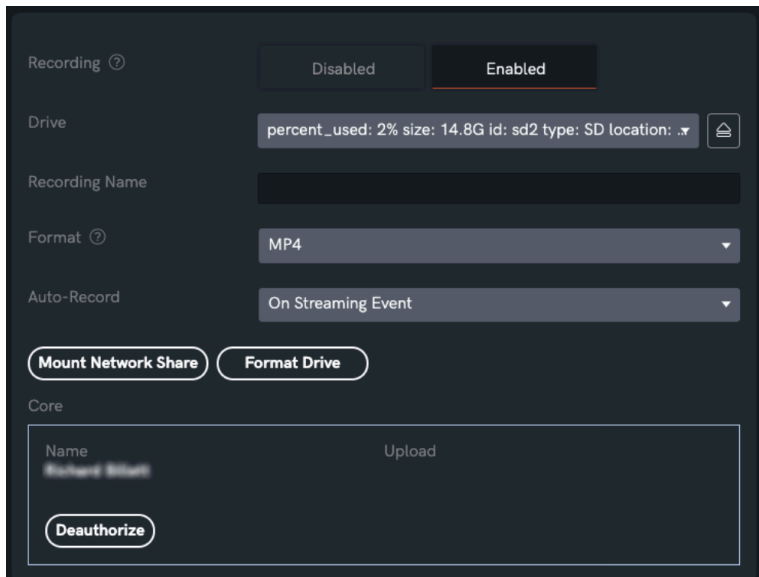 Recording ?
Disabled Enabled
Drive
percent_used: 2% size: 14.8G id: sd2 type: SD location: ..
Recording Name
Format ?
MP4
Auto-Record
On Streaming Event
Mount Network Share Format Drive
Core
Name Upload
Deauthorize